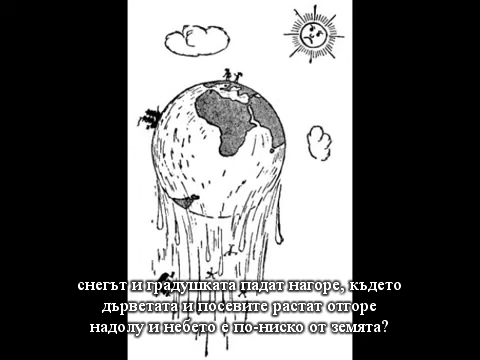 снегът и градушката падат нагоре, където
дърветата и посевите растат отгоре
надолу и небето е по-ниско от земята?